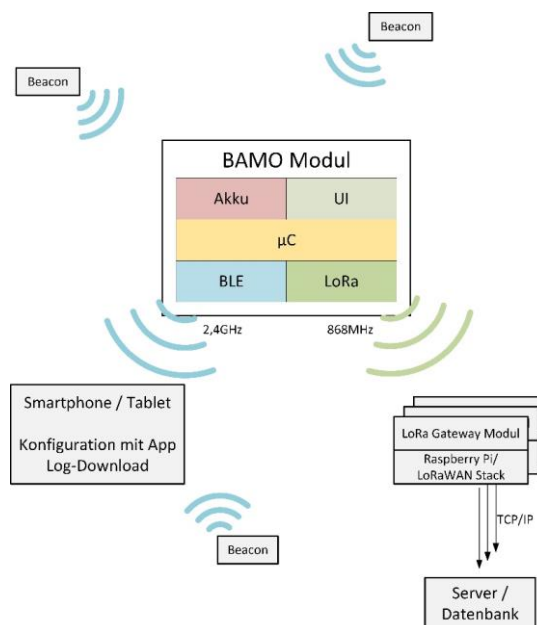 Beacon
Beacon
BAMO Modul
Akku
UI
µC
BLE
LoRa
2,4GHz
868MHz
Smartphone / Tablet
Konfiguration mit App
Log-Download
LoRa Gateway Modul
Raspberry Pi/
LoRaWAN Stack
TCP/IP
Beacon
Server /
Datenbank